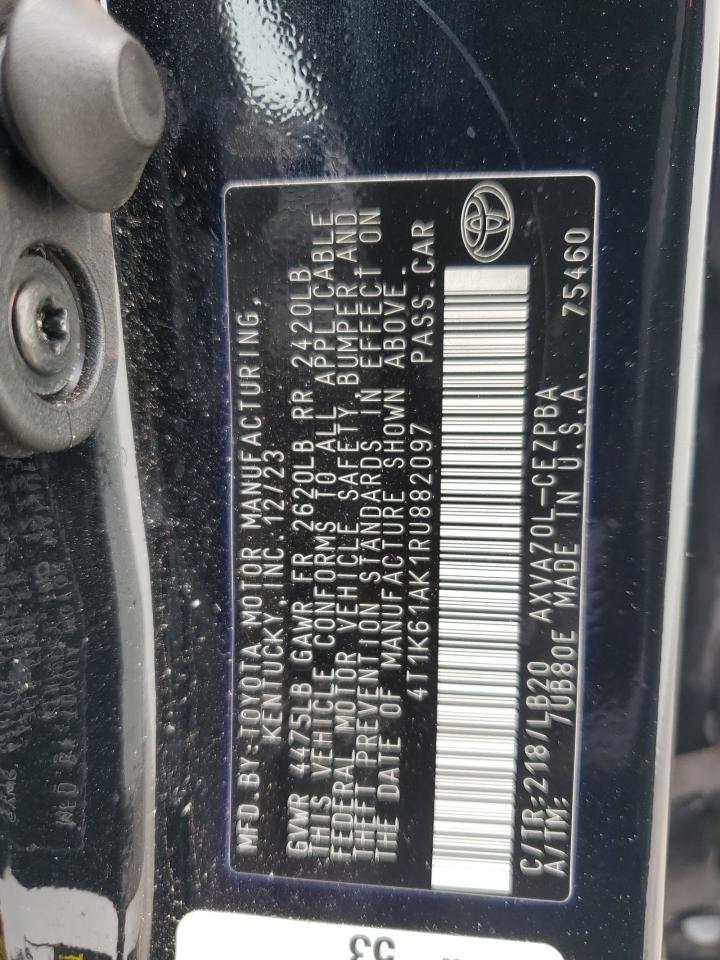 MFD.BY:TOYOTA MOTOR MANUFACTURING,
KENTUCKY, INC. 12/23
GVWR 4475LB GAWR FR 2620LB RR 2420LB
THIS VEHICLE CONFORMS TO ALL APPLICABLE
FEDERAL MOTOR VEHICLE SAFETY, BUMPER AND
THEFT PREVENTION STANDARDS IN EFFECT ON
THE DATE OF MANUFACTURE SHOWN ABOVE.
4T1K61AK1RU882097 PASS.CAR
C/TR:218/LB20 AXVA70L-CEZPBA
A/TM: 7UB80E MADE IN U.S.A. 75460
53